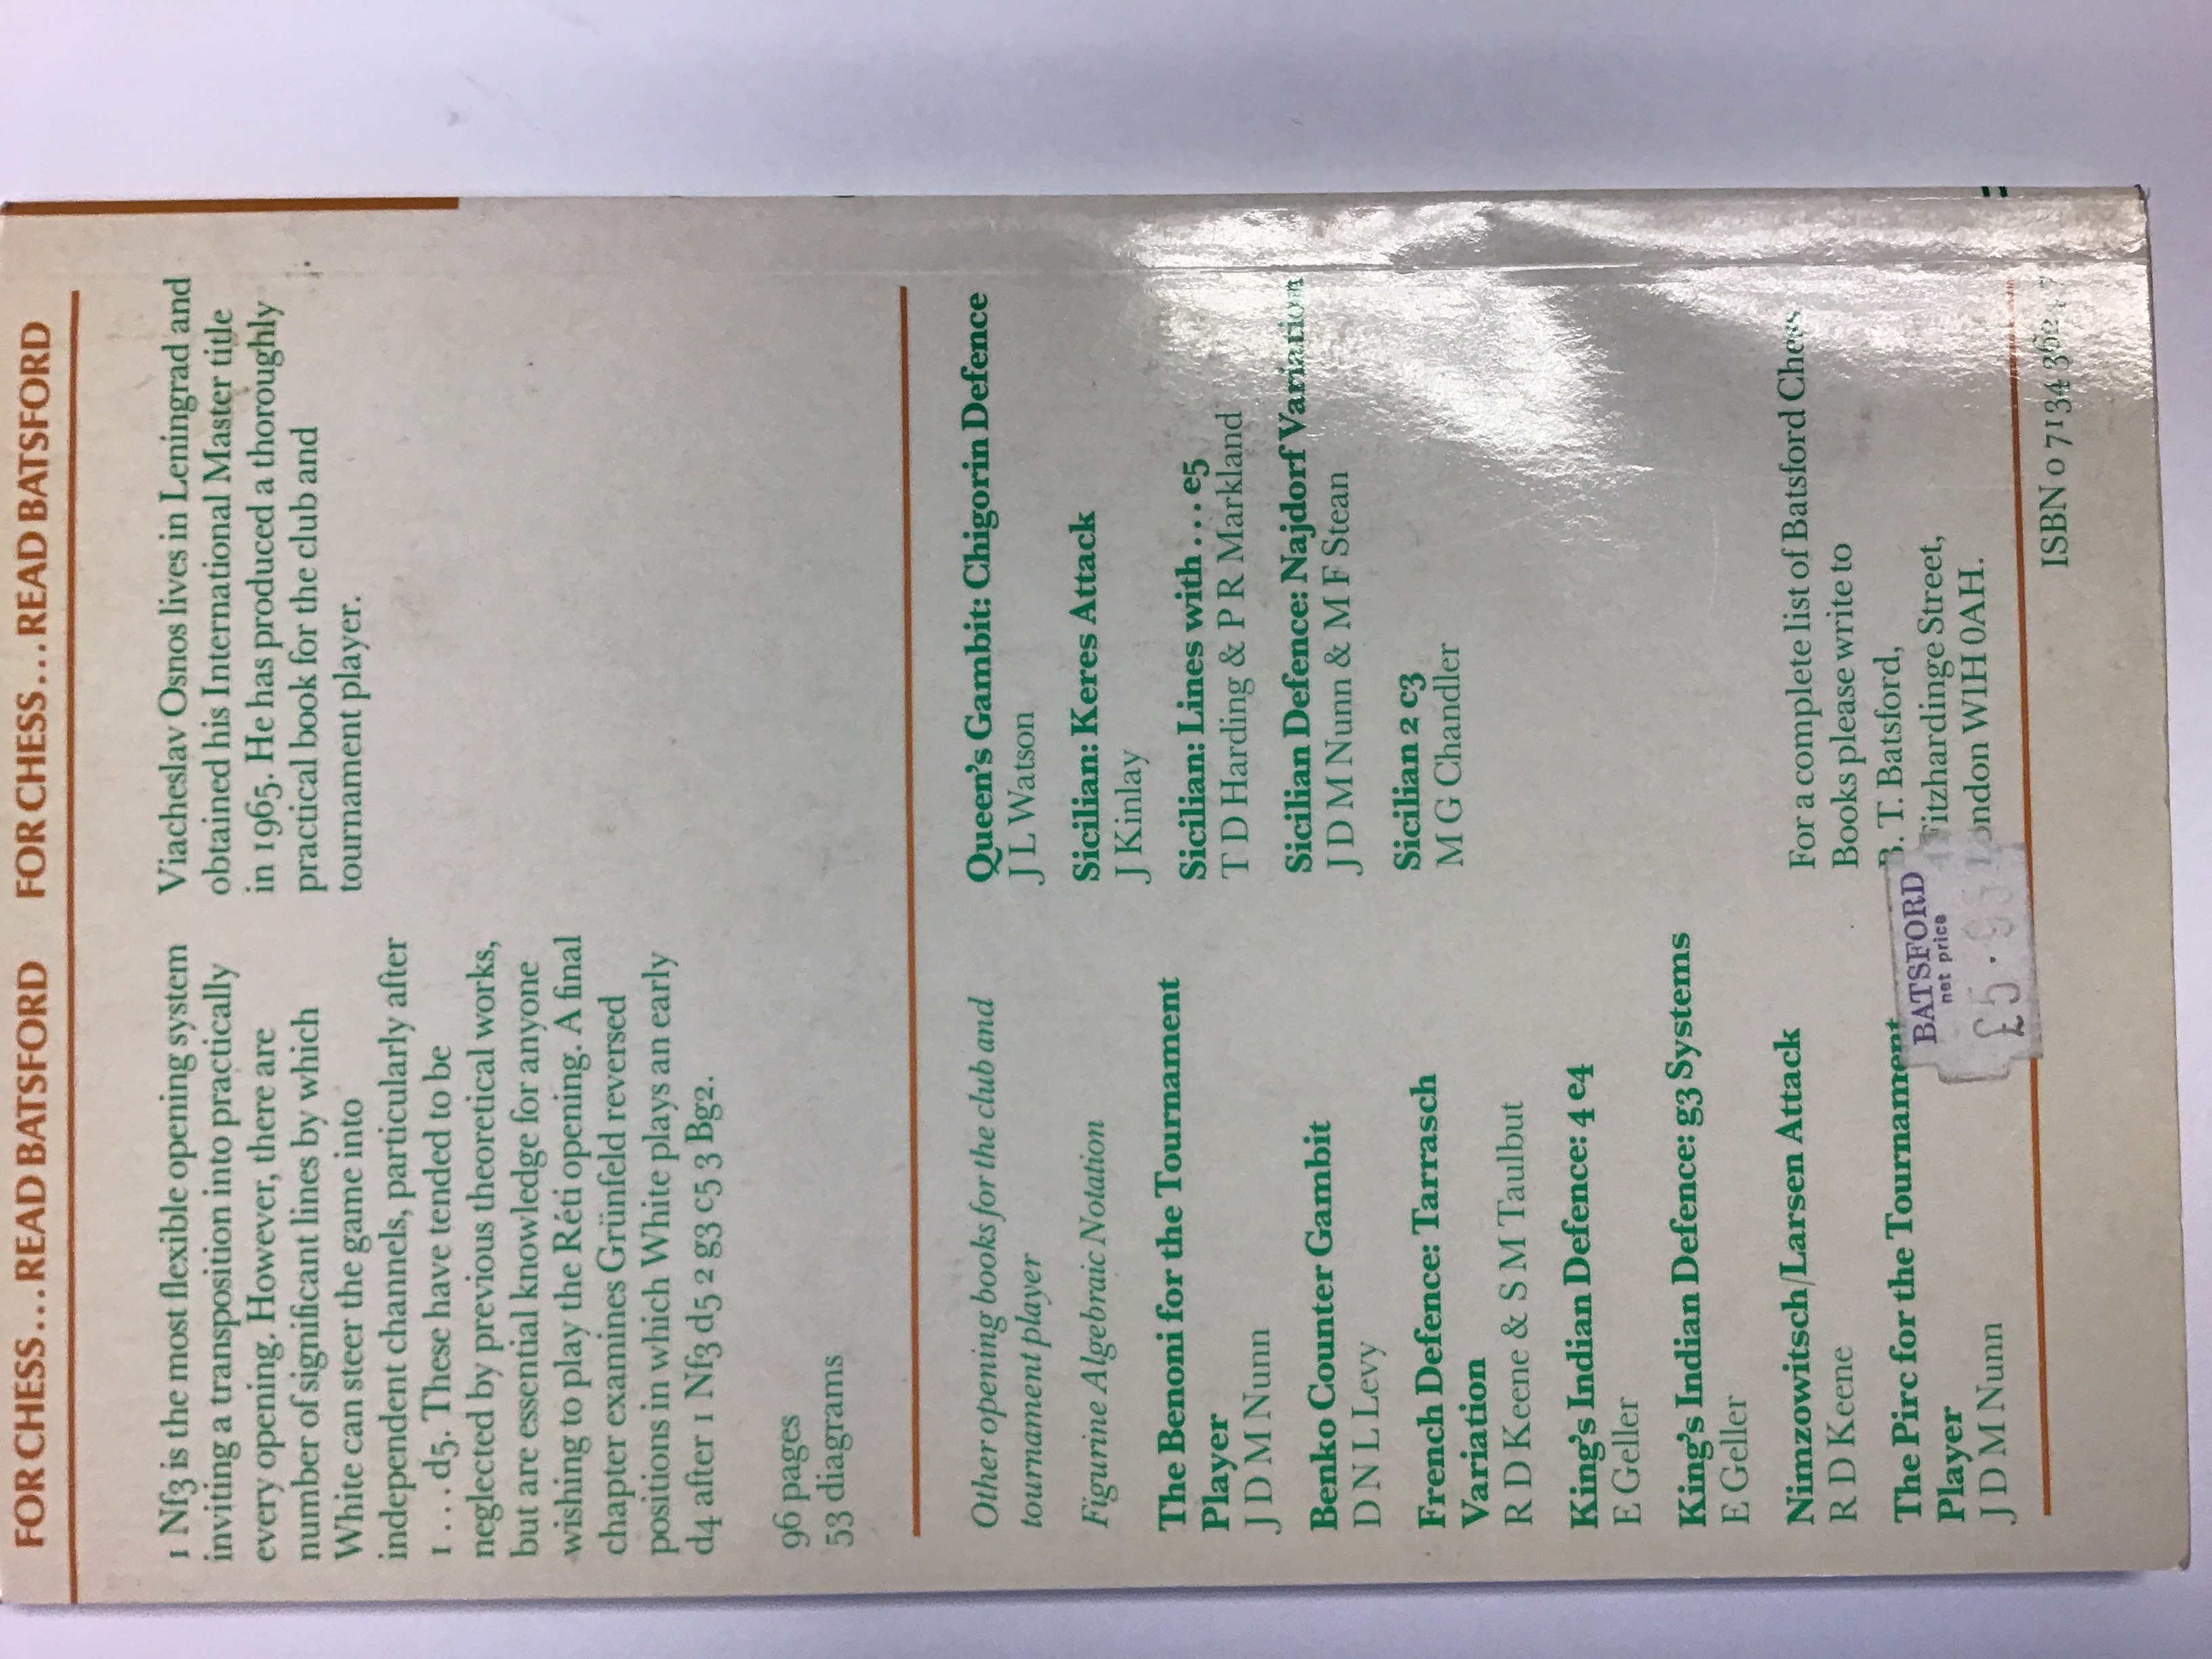 FOR CHESS...READ BATSFORD FOR CHESS...READ BATSFORD
1 Nf3 is the most flexible opening system
inviting a transposition into practically
every opening. However, there are
number of significant lines by which
White can steer the game into
independent channels, particularly after
1 ... d5. These have tended to be
neglected by previous theoretical works,
but are essential knowledge for anyone
wishing to play the Réti opening. A final
chapter examines Grünfeld reversed
positions in which White plays an early
d4 after 1 Nf3 d5 2 g3 c5 3 Bg2.
96 pages
53 diagrams
Viacheslav Osnos lives in Leningrad and
obtained his International Master title
in 1965. He has produced a thoroughly
practical book for the club and
tournament player.
Other opening books for the club and
tournament player
Figurine Algebraic Notation
The Benoni for the Tournament
Player
J D M Nunn
Benko Counter Gambit
D N L Levy
French Defence: Tarrasch
Variation
R D Keene & S M Taulbut
King's Indian Defence: 4 e4
E Geller
King's Indian Defence: g3 Systems
E Geller
Nimzowitsch/Larsen Attack
R D Keene
The Pirc for the Tournament
Player
J D M Nunn
Queen's Gambit: Chigorin Defence
J L Watson
Sicilian: Keres Attack
J Kinlay
Sicilian: Lines with ... e5
T D Harding & P R Markland
Sicilian Defence: Najdorf Variation
J D M Nunn & M F Stean
Sicilian 2 c3
M G Chandler
For a complete list of Batsford Chess
Books please write to
B. T. Batsford,
Fitzhardinge Street,
London W1H 0AH.
BATSFORD
net price
£5.95
ISBN 0 7134